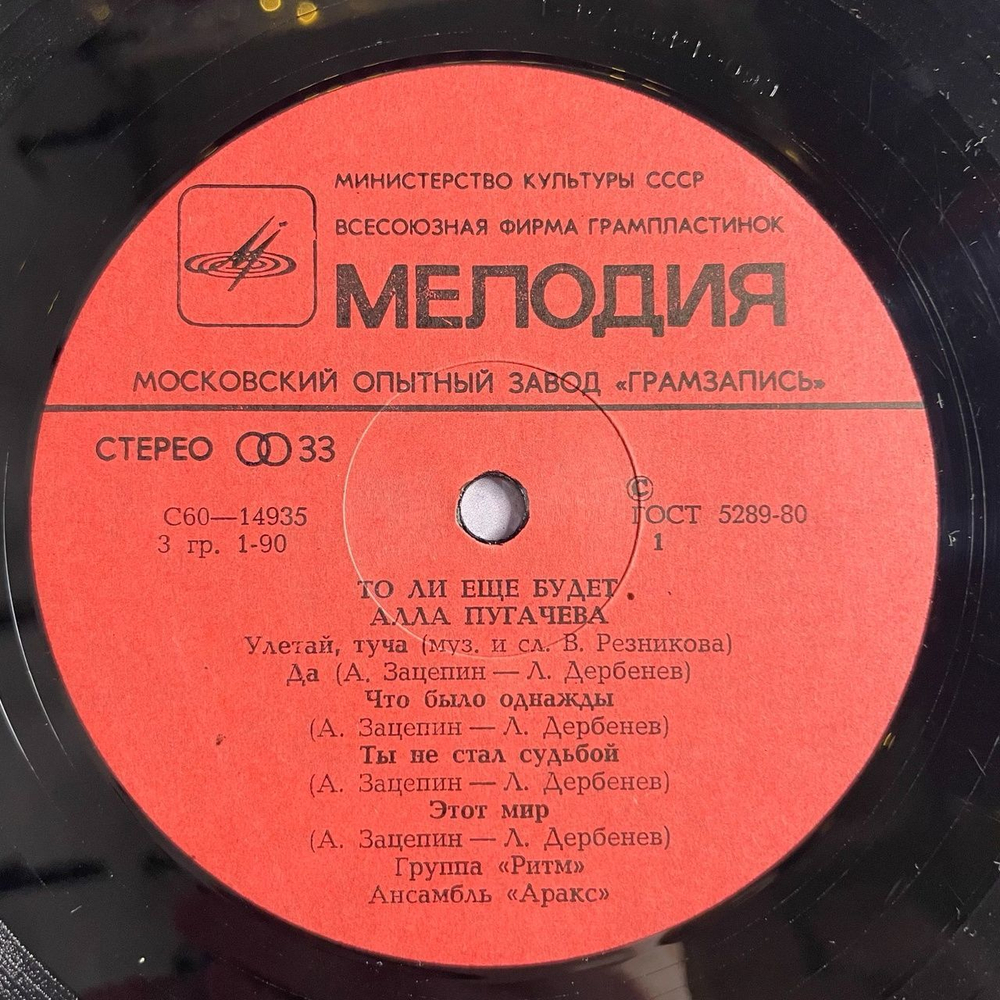 МИНИСТЕРСТВО КУЛЬТУРЫ СССР
ВСЕСОЮЗНАЯ ФИРМА ГРАМПЛАСТИНОК
МЕЛОДИЯ
МОСКОВСКИЙ ОПЫТНЫЙ ЗАВОД «ГРАМЗАПИСЬ»
СТЕРЕО 33
©
С60—14935 ГОСТ 5289-80
3 гр. 1-90 1
ТО ЛИ ЕЩЕ БУДЕТ
АЛЛА ПУГАЧЕВА
Улетай, туча (муз. и сл. В. Резникова)
Да (А. Зацепин — Л. Дербенев)
Что было однажды
(А. Зацепин — Л. Дербенев)
Ты не стал судьбой
(А. Зацепин — Л. Дербенев)
Этот мир
(А. Зацепин — Л. Дербенев)
Группа «Ритм»
Ансамбль «Аракс»